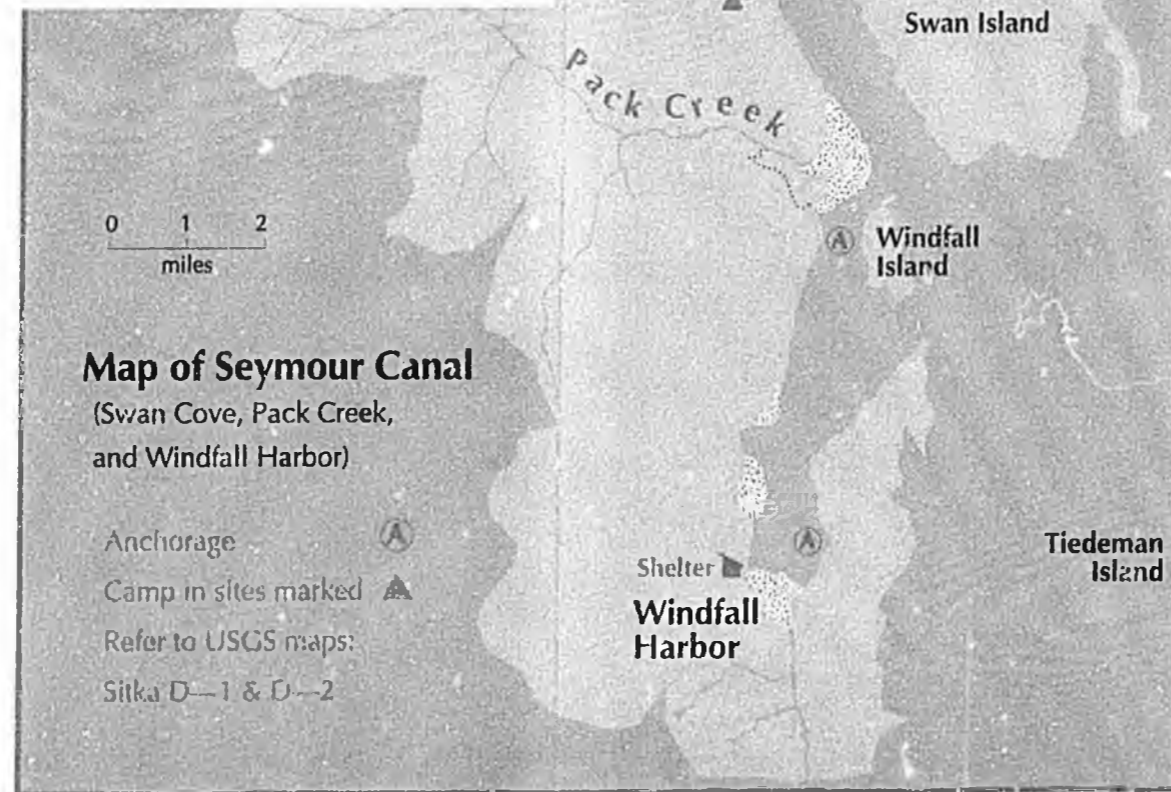 Swan Island
Pack Creek
0 1 2
miles
A Windfall
Island
Map of Seymour Canal
(Swan Cove, Pack Creek,
and Windfall Harbor)
Anchorage A
Camp in sites marked
Refer to USGS maps:
Sitka D—1 & D—2
A
Shelter
Windfall
Harbor
Tiedeman
Island